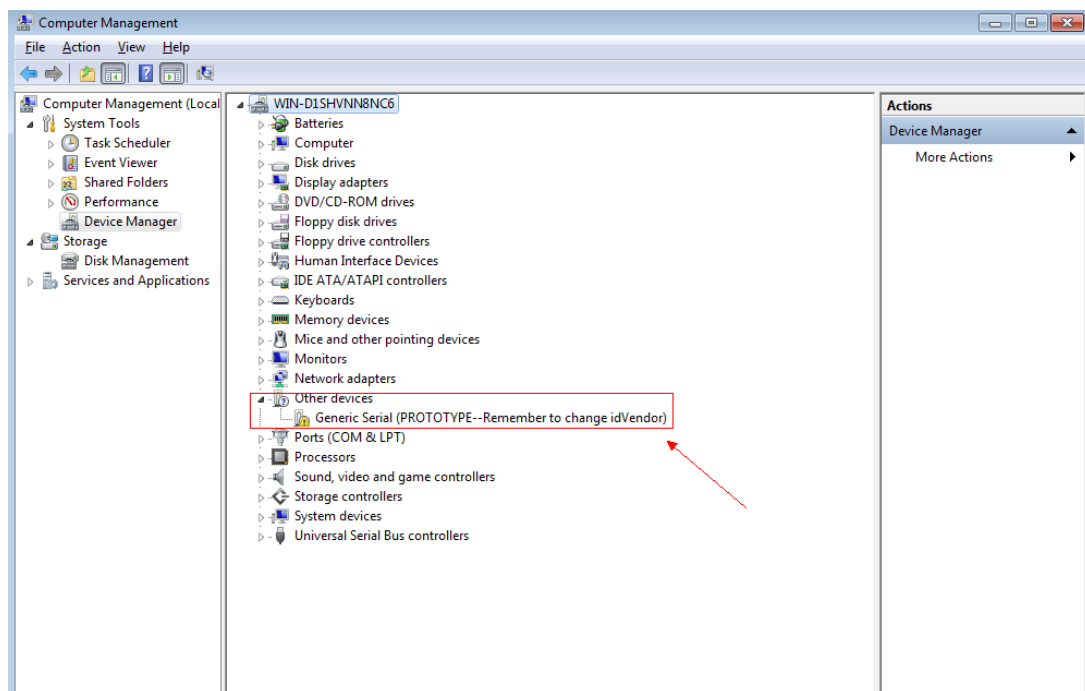 Computer Management
File Action View Help
Computer Management (Local
System Tools
Task Scheduler
Event Viewer
Shared Folders
Performance
Device Manager
Storage
Disk Management
Services and Applications
WIN-D1SHVNN8NC6
Batteries
Computer
Disk drives
Display adapters
DVD/CD-ROM drives
Floppy disk drives
Floppy drive controllers
Human Interface Devices
IDE ATA/ATAPI controllers
Keyboards
Memory devices
Mice and other pointing devices
Monitors
Network adapters
Other devices
Generic Serial (PROTOTYPE--Remember to change idVendor)
Ports (COM & LPT)
Processors
Sound, video and game controllers
Storage controllers
System devices
Universal Serial Bus controllers
Actions
Device Manager
More Actions